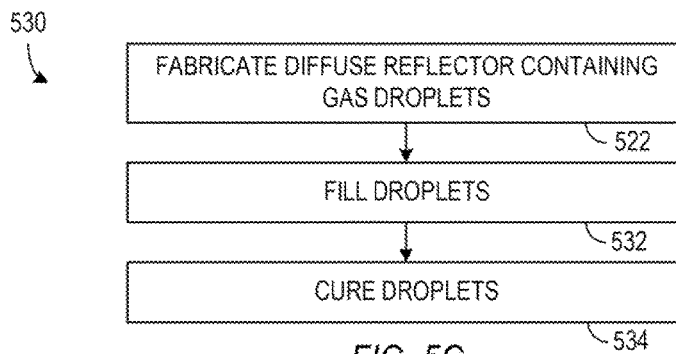 530
FABRICATE DIFFUSE REFLECTOR CONTAINING
GAS DROPLETS
522
FILL DROPLETS
532
CURE DROPLETS
534